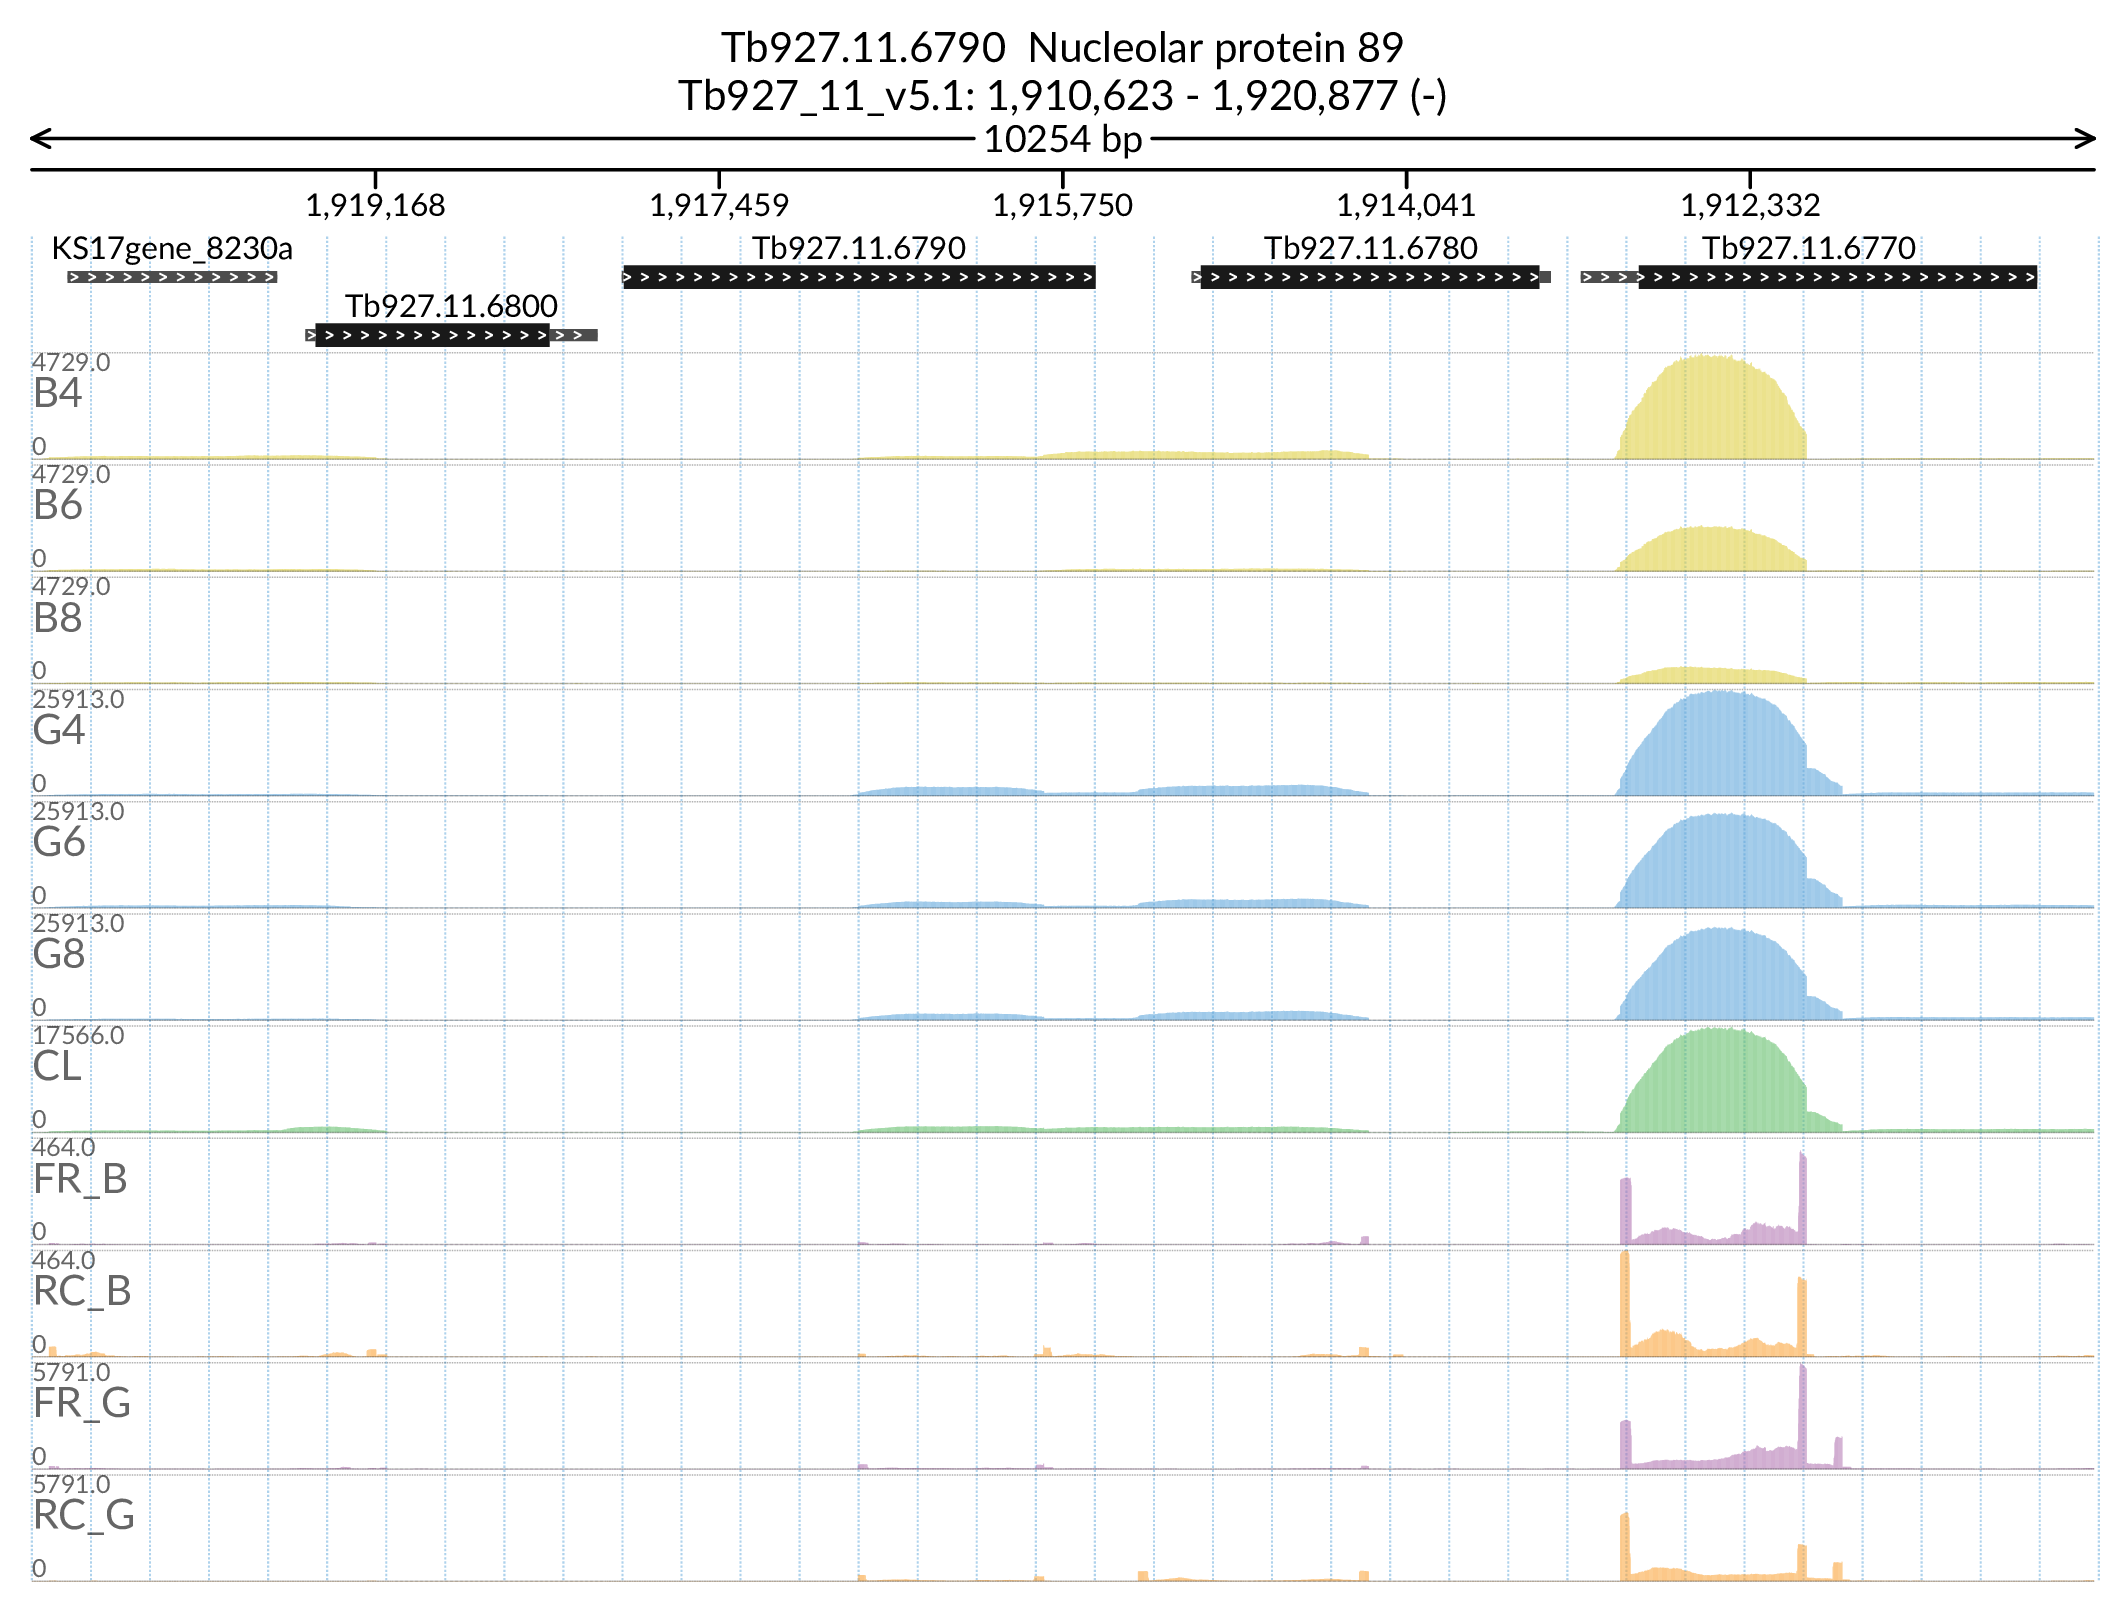 Tb927.11.6790  Nucleolar protein 89
Tb927_11_v5.1: 1,910,623 - 1,920,877 (-)
10254 bp
1,919,168 1,917,459 1,915,750 1,914,041 1,912,332
KS17gene_8230a Tb927.11.6790 Tb927.11.6780 Tb927.11.6770
Tb927.11.6800
4729.0
B4
0
4729.0
B6
0
4729.0
B8
0
25913.0
G4
0
25913.0
G6
0
25913.0
G8
0
17566.0
CL
0
464.0
FR_B
0
464.0
RC_B
0
5791.0
FR_G
0
5791.0
RC_G
0